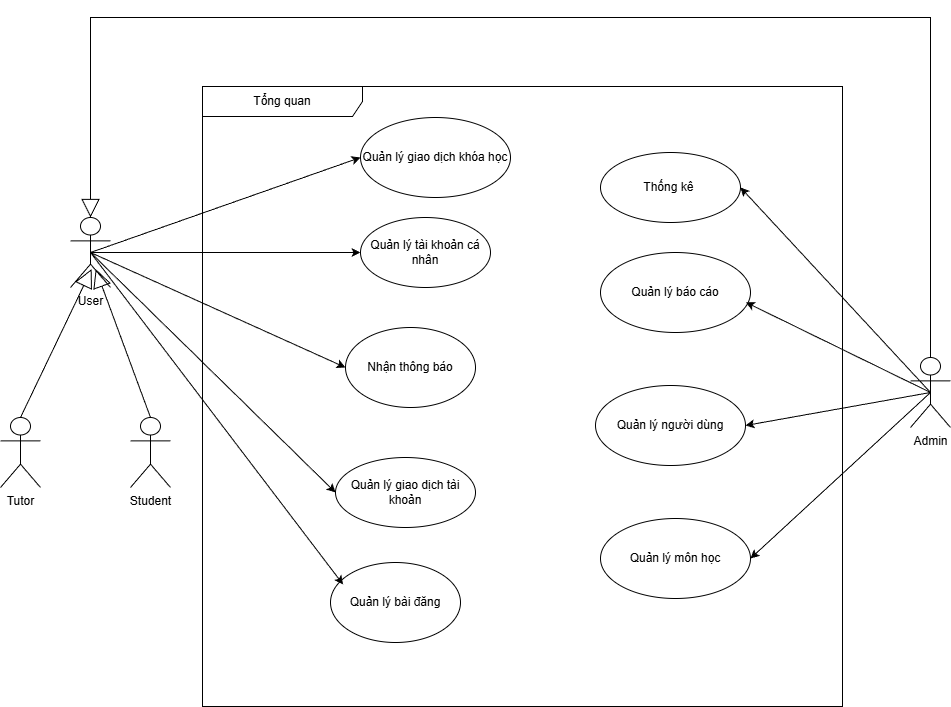 Tổng quan
Quản lý giao dịch khóa học
Thống kê
Quản lý tài khoản cá
nhân
Quản lý báo cáo
User
Nhận thông báo
Quản lý người dùng
Admin
Tutor
Student
Quản lý giao dịch tài
khoản
Quản lý môn học
Quản lý bài đăng